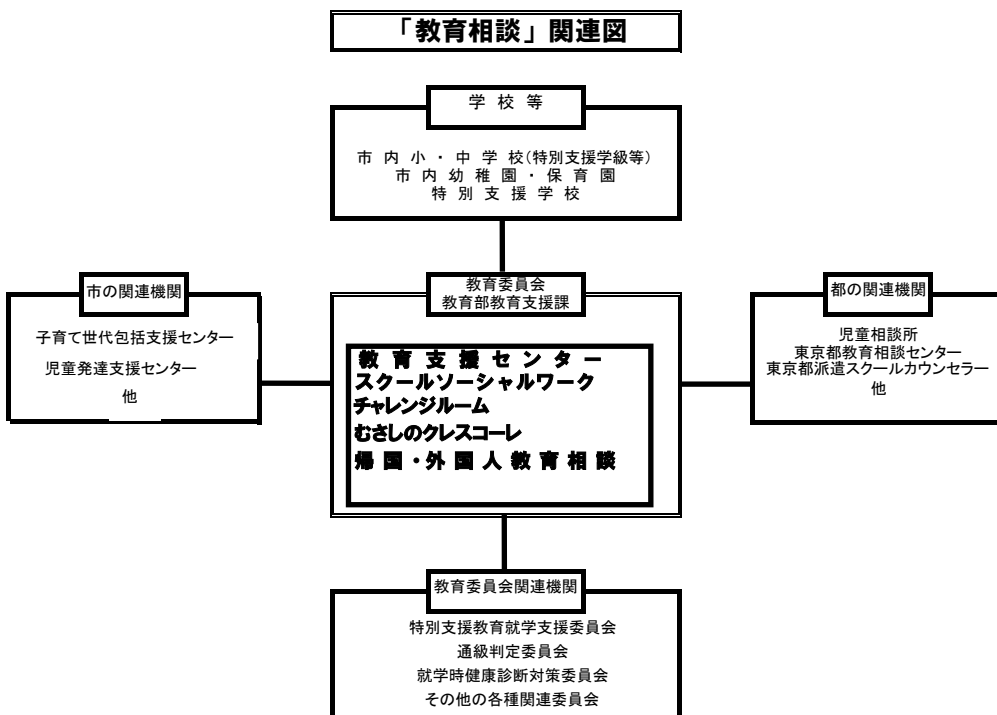 「教育相談」関連図
学校等
市内小・中学校(特別支援学級等)
市内幼稚園・保育園
特別支援学校
市の関連機関
子育て世代包括支援センター
児童発達支援センター
他
教育委員会
教育部教育支援課
教育支援センター
スクールソーシャルワーク
チャレンジルーム
むさしのクレスコーレ
帰国・外国人教育相談
都の関連機関
児童相談所
東京都教育相談センター
東京都派遣スクールカウンセラー
他
教育委員会関連機関
特別支援教育就学支援委員会
通級判定委員会
就学時健康診断対策委員会
その他の各種関連委員会